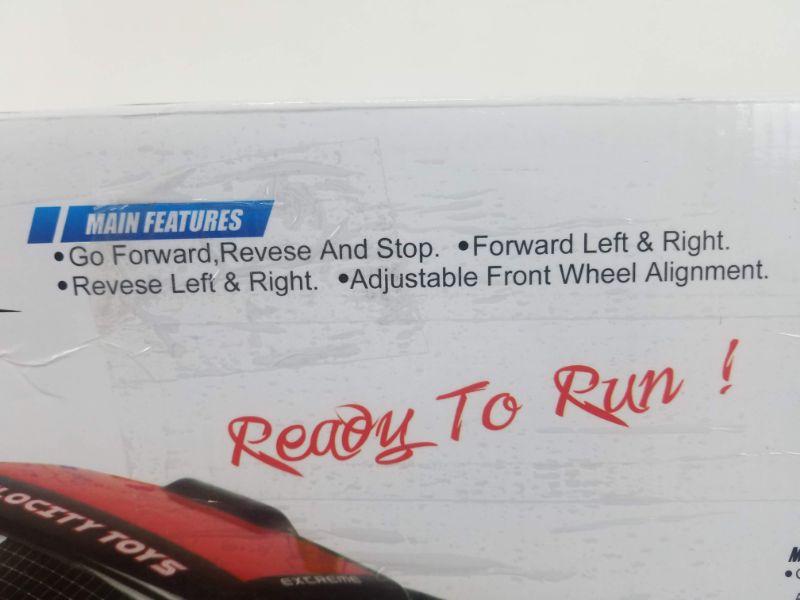 MAIN FEATURES
•Go Forward,Revese And Stop. •Forward Left & Right.
•Revese Left & Right. •Adjustable Front Wheel Alignment.
Ready To Run !
LOCITY TOYS
EXTREME